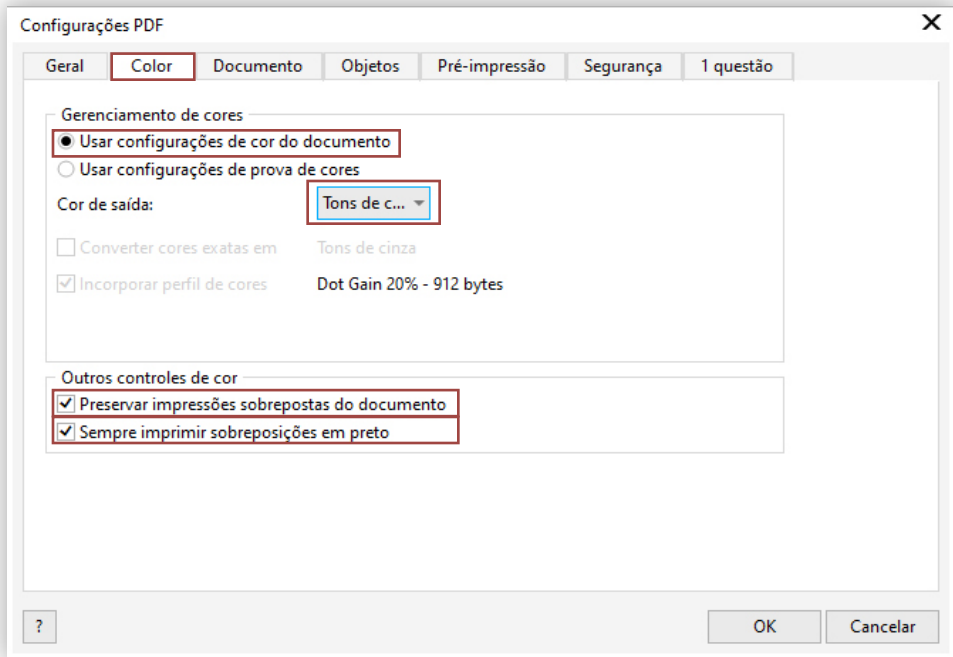 Configurações PDF
Geral Color Documento Objetos Pré-impressão Segurança 1 questão
Gerenciamento de cores
Usar configurações de cor do documento
Usar configurações de prova de cores
Cor de saída: Tons de c...
Converter cores exatas em Tons de cinza
Incorporar perfil de cores Dot Gain 20% - 912 bytes
Outros controles de cor
Preservar impressões sobrepostas do documento
Sempre imprimir sobreposições em preto
? OK Cancelar